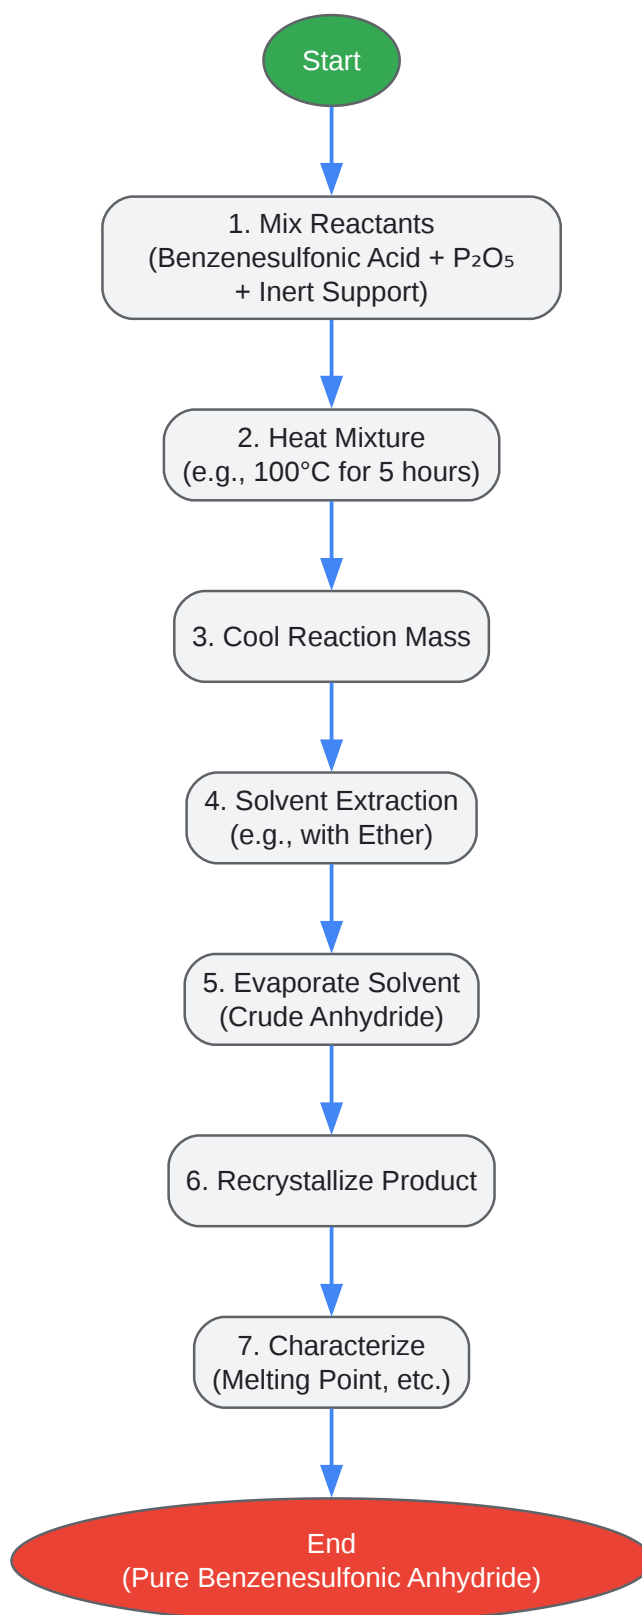 Start
1. Mix Reactants
(Benzenesulfonic Acid + P₂O₅
+ Inert Support)
2. Heat Mixture
(e.g., 100°C for 5 hours)
3. Cool Reaction Mass
4. Solvent Extraction
(e.g., with Ether)
5. Evaporate Solvent
(Crude Anhydride)
6. Recrystallize Product
7. Characterize
(Melting Point, etc.)
End
(Pure Benzenesulfonic Anhydride)